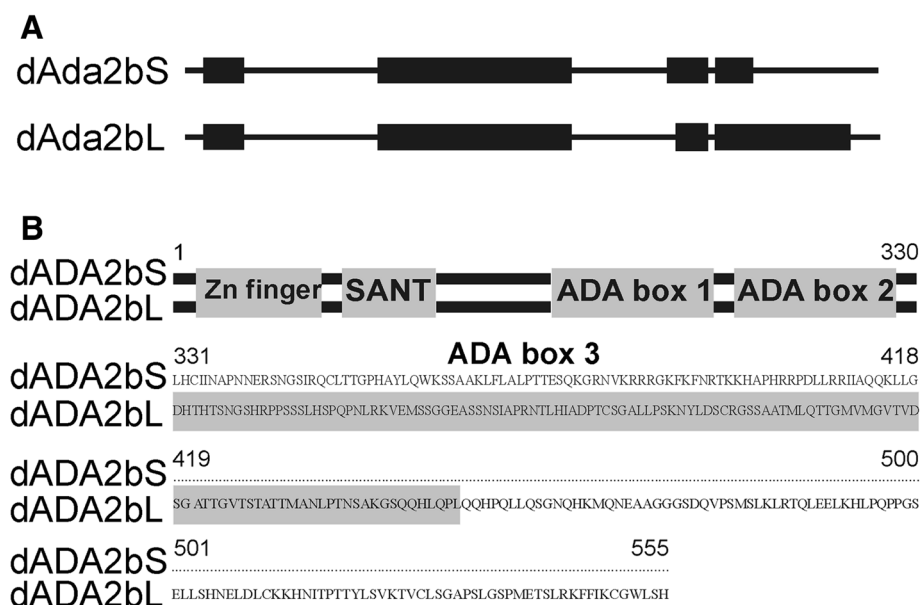 A
dAda2bS
dAda2bL
B
1 330
dADA2bS
dADA2bL
Zn finger SANT ADA box 1 ADA box 2
331 ADA box 3 418
dADA2bS LHCIINAPNNERSNGSIRQCLTTGPHAYLQWKSSAAKLFLALPTTESQKGRNVKRRRGKFKFNRTKKHAPHRRPDLLRRIIAQQKLLG
dADA2bL DHTHTSNGSHRPPSSSLHSPQPNLRKVEMSSGGEASSNSIAPRNTLHIADPTCSGALLPSKNYLDSCRGSSAATMLQTTGMVMGVTVD
419 500
dADA2bS
dADA2bL SGATTGVTSTATTMANLPTNSAKGSQQHLQPLQQHPQLLQSGNQHKMQNEAAGGGSDQVPSMSLKLRTQLEELKHLPQPPGS
501 555
dADA2bS
dADA2bL ELLSHNELDLCKKHNITPTTYLSVKTVCLSGAPSLGSPMETSLRKFFIKCGWLSH